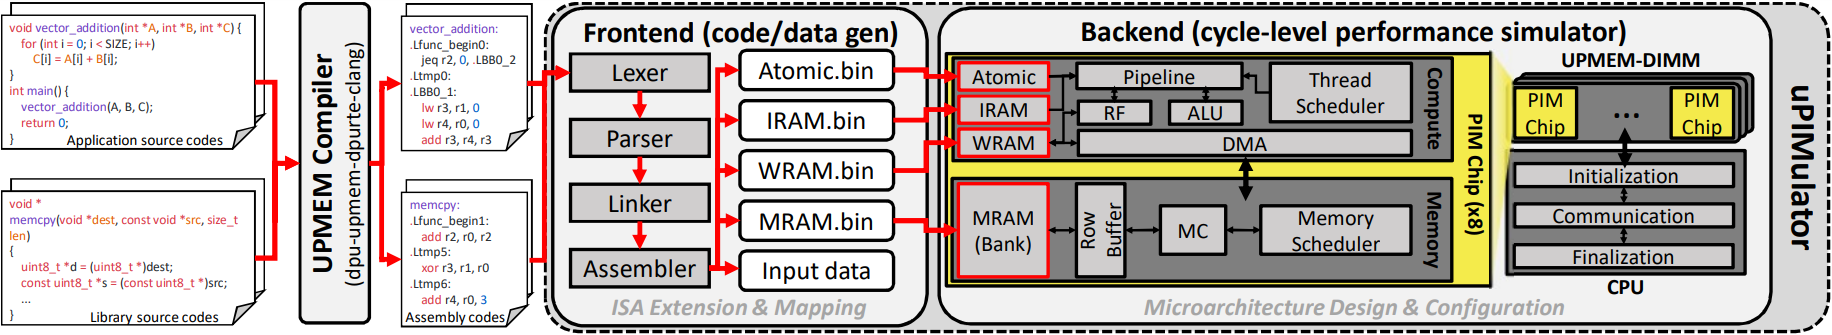 void vector_addition(int *A, int *B, int *C) {
for (int i = 0; i < SIZE; i++)
C[i] = A[i] + B[i];
}
int main() {
vector_addition(A, B, C);
return 0;
}
Application source codes
void *
memcpy(void *dest, const void *src, size_t
len)
{
uint8_t *d = (uint8_t *)dest;
const uint8_t *s = (const uint8_t *)src;
...
}
Library source codes
UPMEM Compiler
(dpu-upmem-dpurte-clang)
vector_addition:
.Lfunc_begin0:
jeq r2, 0, .LBB0_2
.Ltmp0:
.LBB0_1:
lw r3, r1, 0
lw r4, r0, 0
add r3, r4, r3
memcpy:
.Lfunc_begin1:
add r2, r0, r2
.Ltmp5:
xor r3, r1, r0
.Ltmp6:
add r4, r0, 3
Assembly codes
Frontend (code/data gen)
Lexer
Parser
Linker
Assembler
Atomic.bin
IRAM.bin
WRAM.bin
MRAM.bin
Input data
ISA Extension & Mapping
Backend (cycle-level performance simulator)
Atomic
IRAM
WRAM
Pipeline
RF
ALU
Thread
Scheduler
DMA
Compute
MRAM
(Bank)
Row
Buffer
MC
Memory
Scheduler
Memory
PIM Chip (x8)
Microarchitecture Design & Configuration
UPMEM-DIMM
PIM
Chip
...
PIM
Chip
Initialization
Communication
Finalization
CPU
uPIMulator